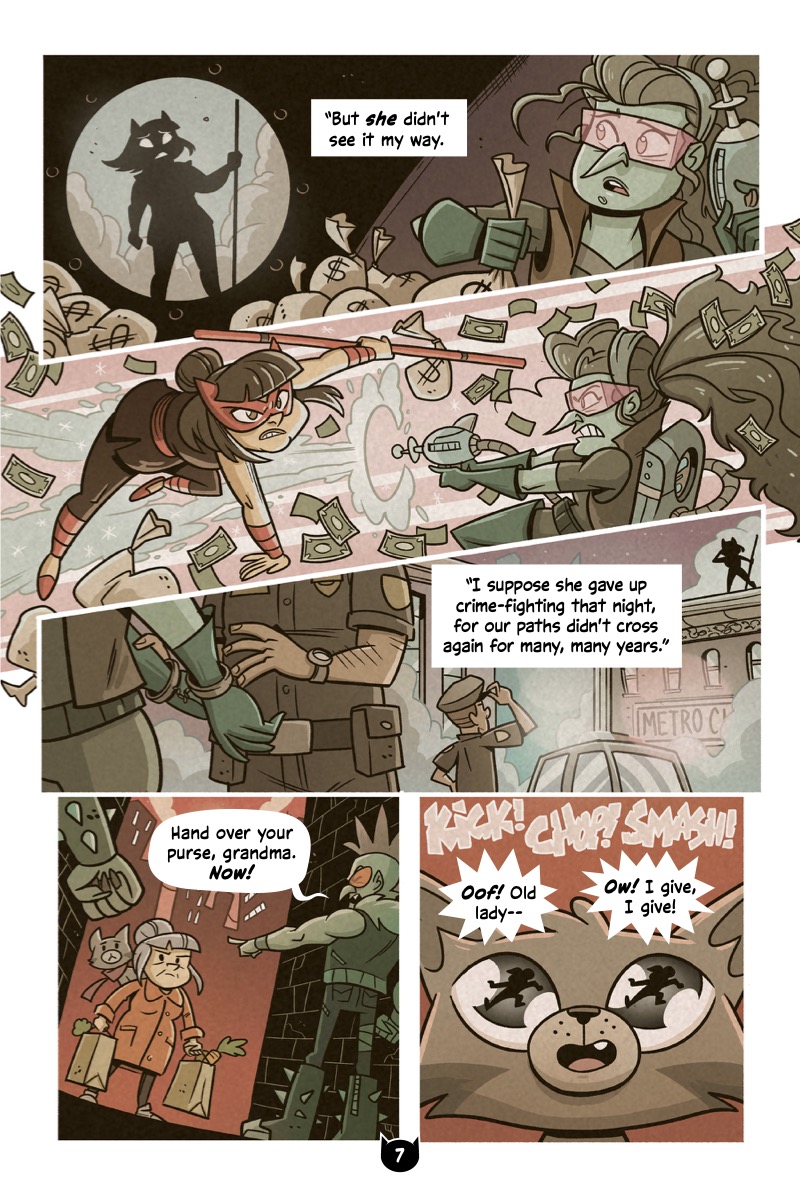 "But she didn't
see it my way.
"I suppose she gave up
crime-fighting that night,
for our paths didn't cross
again for many, many years."
METRO CI
Hand over your
purse, grandma.
Now!
KICK! CHOP! SMASH!
Oof! Old
lady--
Ow! I give,
I give!
7